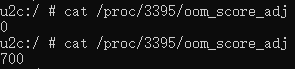 u2c:/ # cat /proc/3395/oom_score_adj
0
u2c:/ # cat /proc/3395/oom_score_adj
700